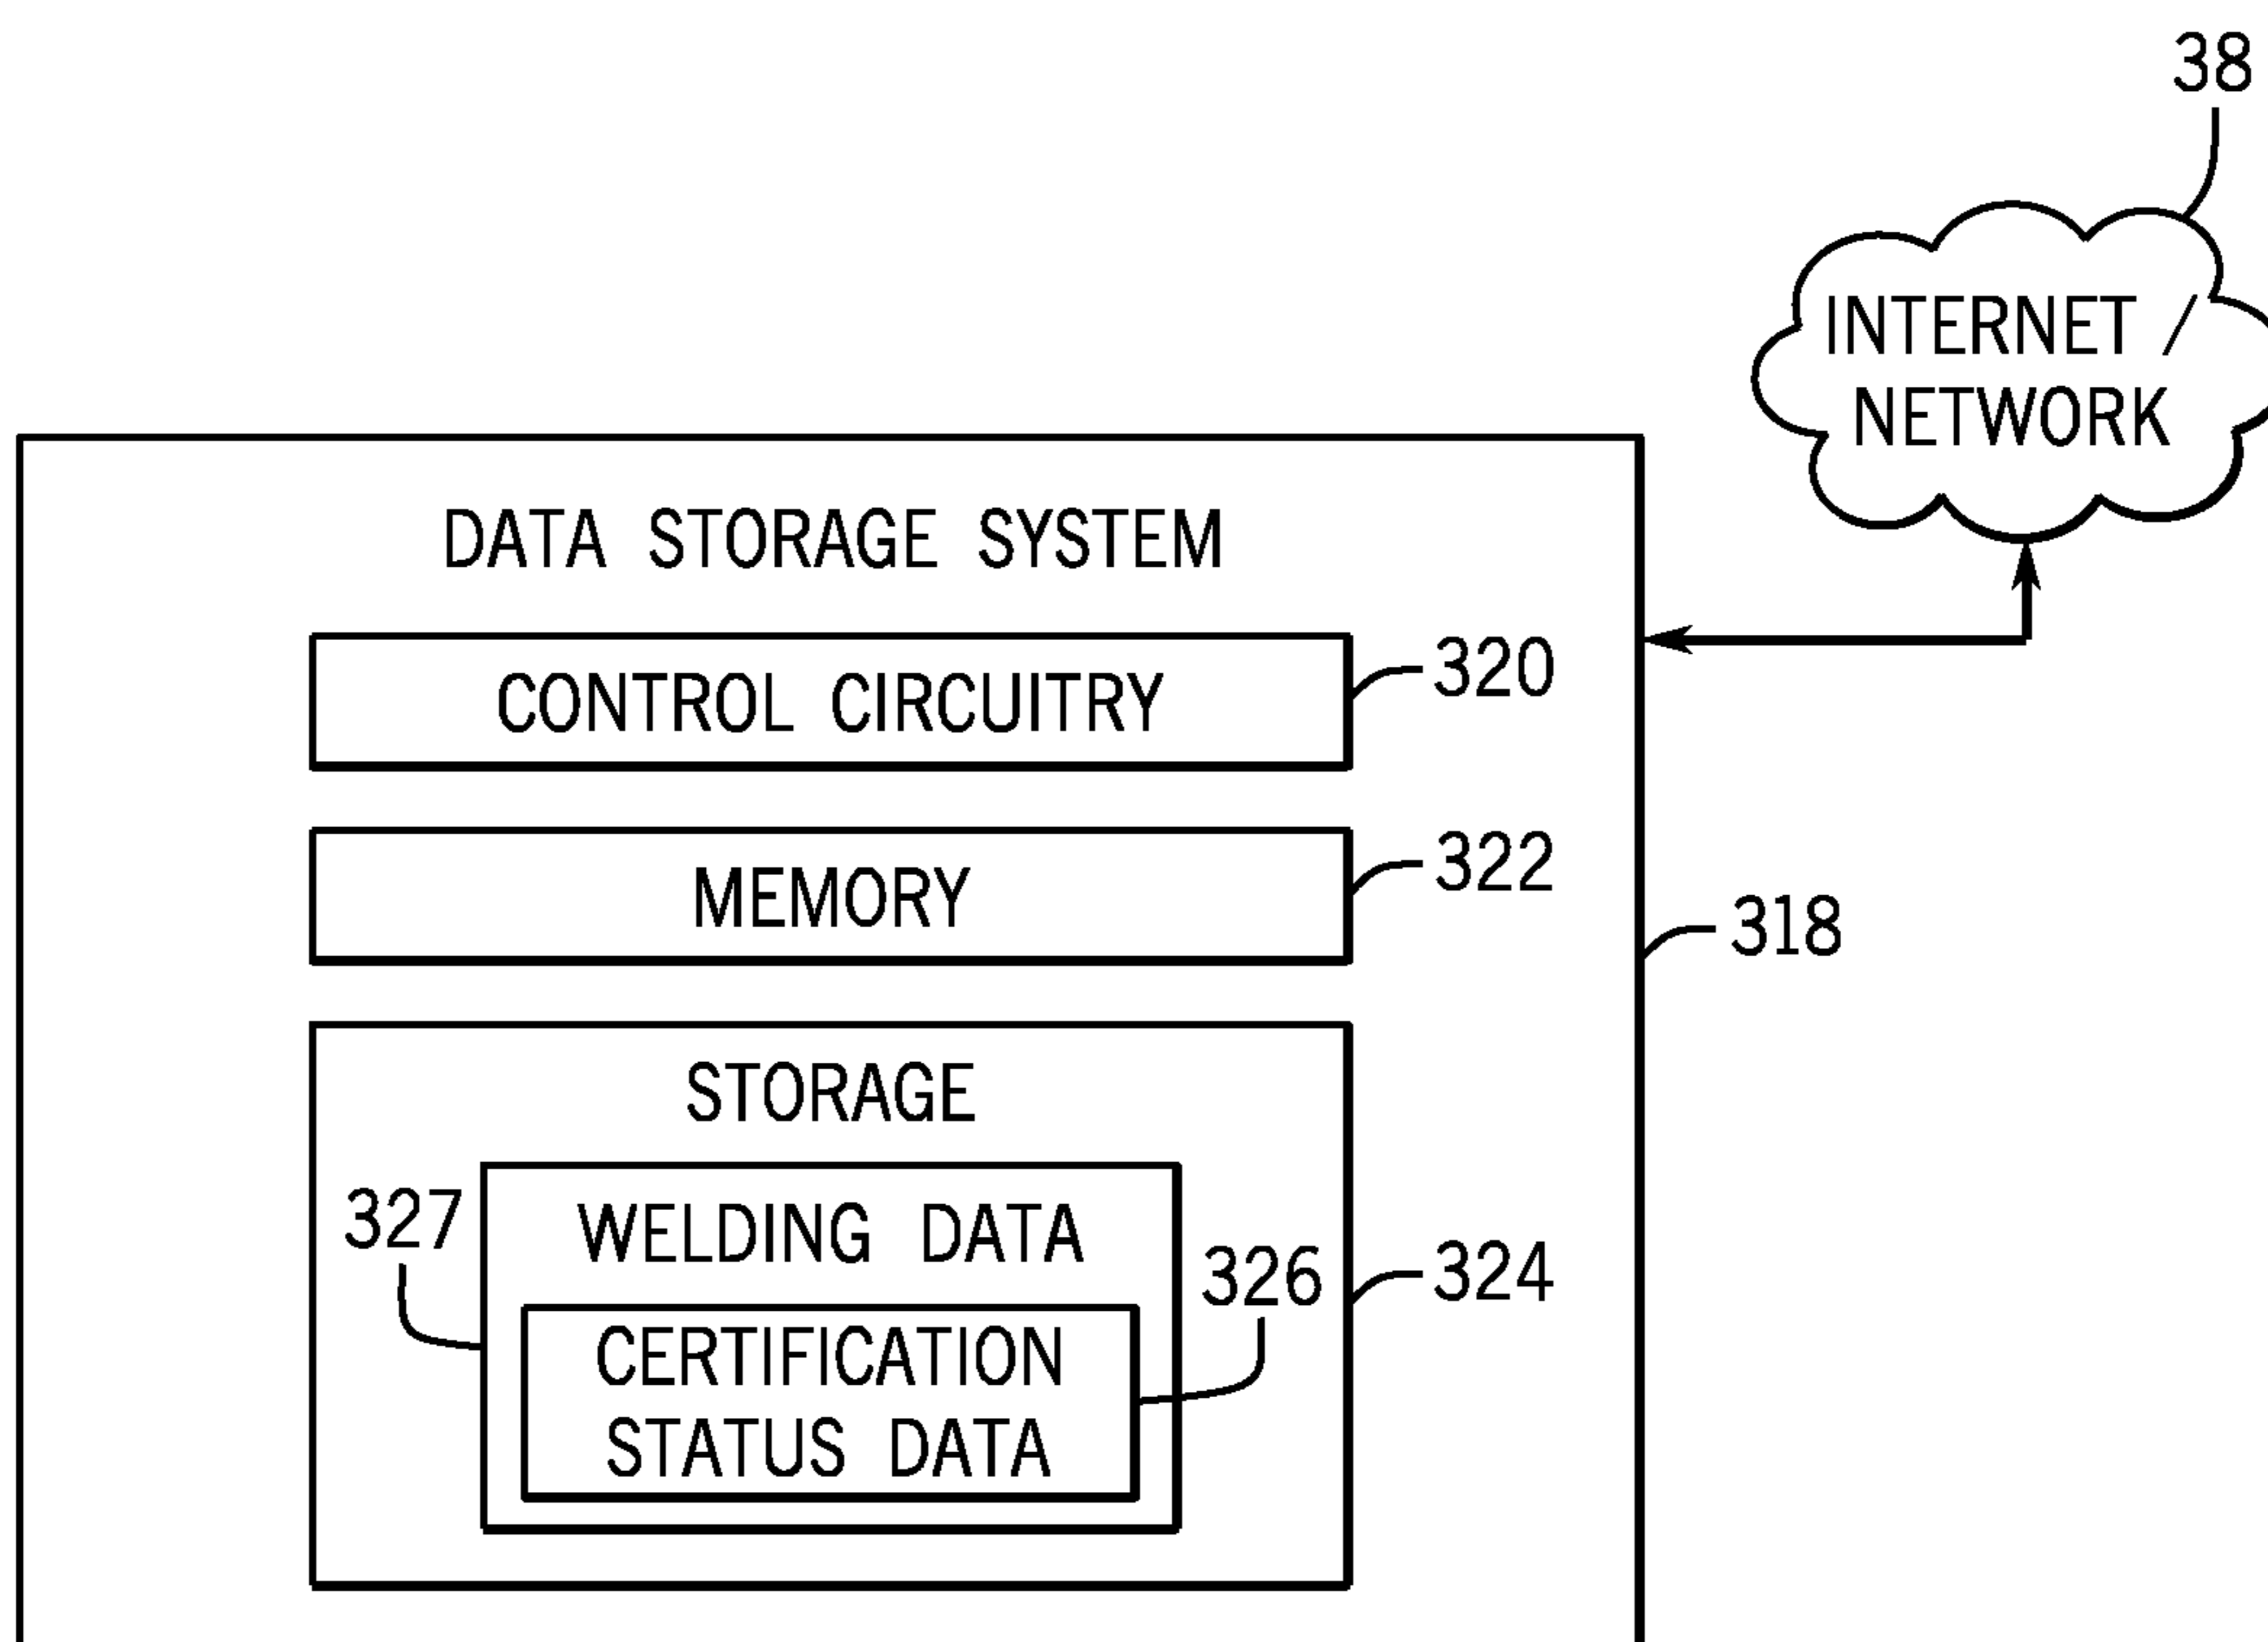 38
INTERNET /
NETWORK
DATA STORAGE SYSTEM
CONTROL CIRCUITRY
320
MEMORY
322
318
STORAGE
327
WELDING DATA
326
324
CERTIFICATION
STATUS DATA